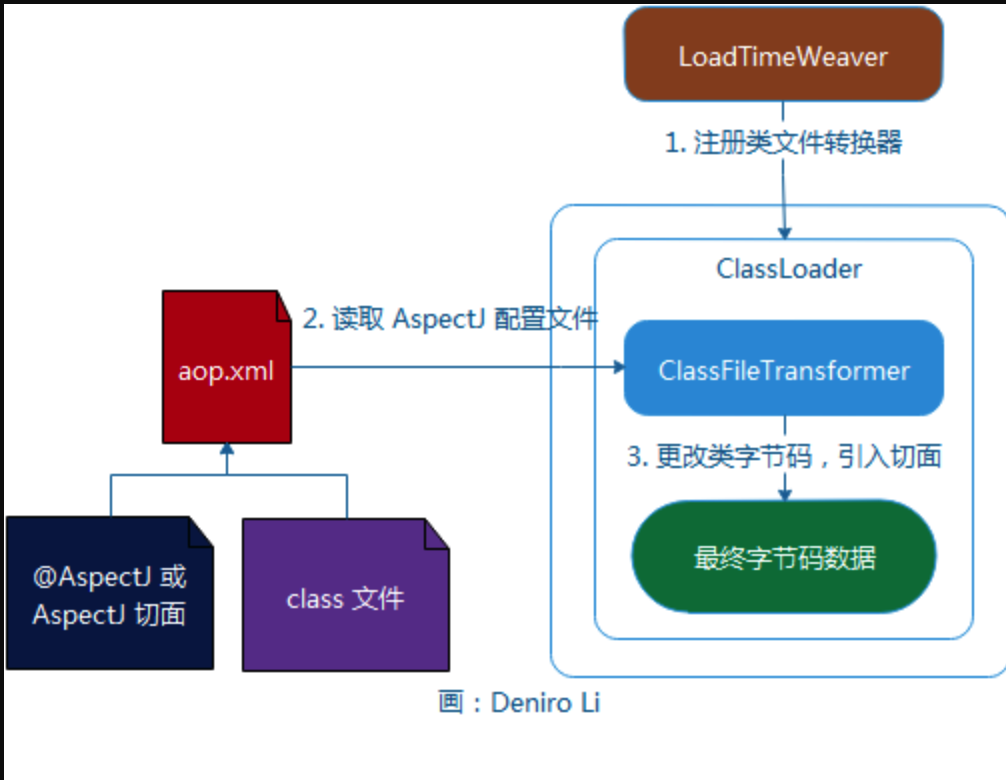 LoadTimeWeaver
1. 注册类文件转换器
ClassLoader
2. 读取 AspectJ 配置文件
aop.xml
ClassFileTransformer
3. 更改类字节码，引入切面
最终字节码数据
@AspectJ 或
AspectJ 切面
class 文件
画：Deniro Li